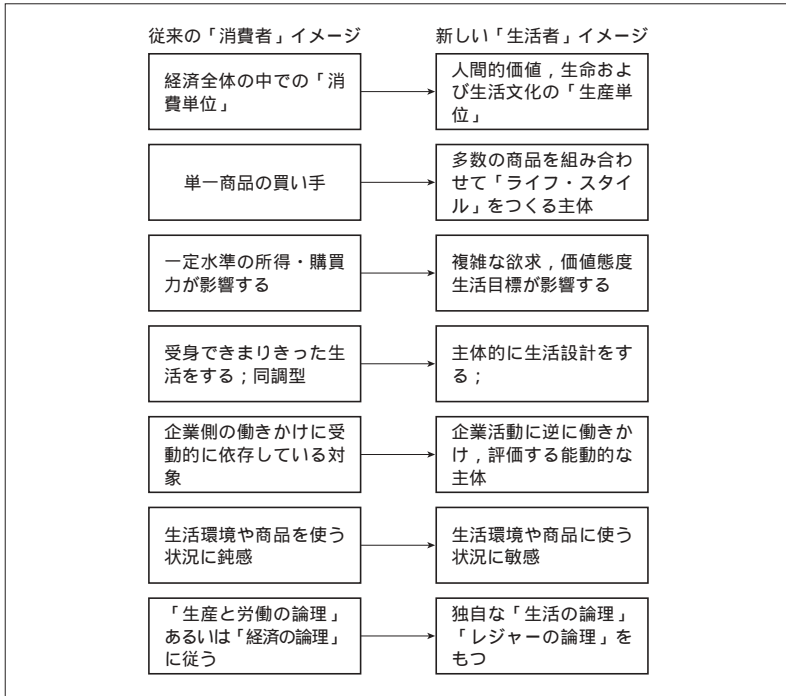 従来の「消費者」イメージ
新しい「生活者」イメージ
経済全体の中での「消
費単位」
人間的価値，生命およ
び生活文化の「生産単
位」
単一商品の買い手
多数の商品を組み合わ
せて「ライフ・スタイ
ル」をつくる主体
一定水準の所得・購買
力が影響する
複雑な欲求，価値態度
生活目標が影響する
受身できまりきった生
活をする；同調型
主体的に生活設計をす
る；
企業側の働きかけに受
動的に依存している対
象
企業活動に逆に働きか
け，評価する能動的な
主体
生活環境や商品を使う
状況に鈍感
生活環境や商品に使う
状況に敏感
「生産と労働の論理」
あるいは「経済の論理」
に従う
独自な「生活の論理」
「レジャーの論理」を
もつ